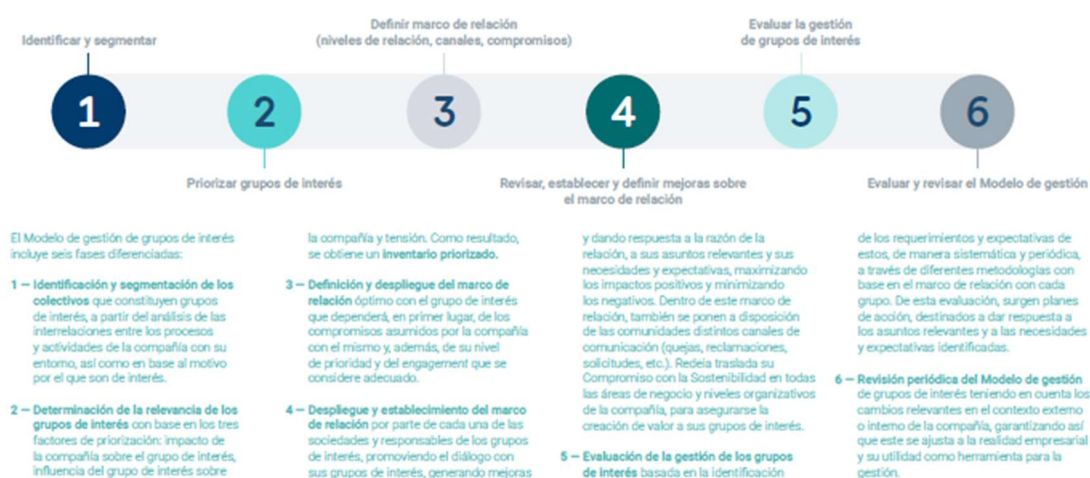 Identificar y segmentar
Definir marco de relación
(niveles de relación, canales, compromisos)
Evaluar la gestión
de grupos de interés
1
2
3
4
5
6
Priorizar grupos de interés
Revisar, establecer y definir mejoras sobre
el marco de relación
Evaluar y revisar el Modelo de gestión
El Modelo de gestión de grupos de interés
incluye seis fases diferenciadas:
1 — Identificación y segmentación de los
colectivos que constituyen grupos
de interés, a partir del análisis de las
interrelaciones entre los procesos
y actividades de la compañía con su
entorno, así como en base al motivo
por el que son de interés.
2 — Determinación de la relevancia de los
grupos de interés con base en los tres
factores de priorización: impacto de
la compañía sobre el grupo de interés,
influencia del grupo de interés sobre
la compañía y tensión. Como resultado,
se obtiene un inventario priorizado.
3 — Definición y despliegue del marco de
relación óptimo con el grupo de interés
que dependerá, en primer lugar, de los
compromisos asumidos por la compañía
con el mismo y, además, de su nivel
de prioridad y del engagement que se
considere adecuado.
4 — Despliegue y establecimiento del marco
de relación por parte de cada una de las
sociedades y responsables de los grupos
de interés, promoviendo el diálogo con
sus grupos de interés, generando mejoras
y dando respuesta a la razón de la
relación, a sus asuntos relevantes y sus
necesidades y expectativas, maximizando
los impactos positivos y minimizando
los negativos. Dentro de este marco de
relación, también se ponen a disposición
de las comunidades distintos canales de
comunicación (quejas, reclamaciones,
solicitudes, etc.). Redeia traslada su
Compromiso con la Sostenibilidad en todas
las áreas de negocio y niveles organizativos
de la compañía, para asegurarse la
creación de valor a sus grupos de interés.
5 — Evaluación de la gestión de los grupos
de interés basada en la identificación
de los requerimientos y expectativas de
estos, de manera sistemática y periódica,
a través de diferentes metodologías con
base en el marco de relación con cada
grupo. De esta evaluación, surgen planes
de acción, destinados a dar respuesta a
los asuntos relevantes y a las necesidades
y expectativas identificadas.
6 — Revisión periódica del Modelo de gestión
de grupos de interés teniendo en cuenta los
cambios relevantes en el contexto externo
o interno de la compañía, garantizando así
que este se ajusta a la realidad empresarial
y su utilidad como herramienta para la
gestión.